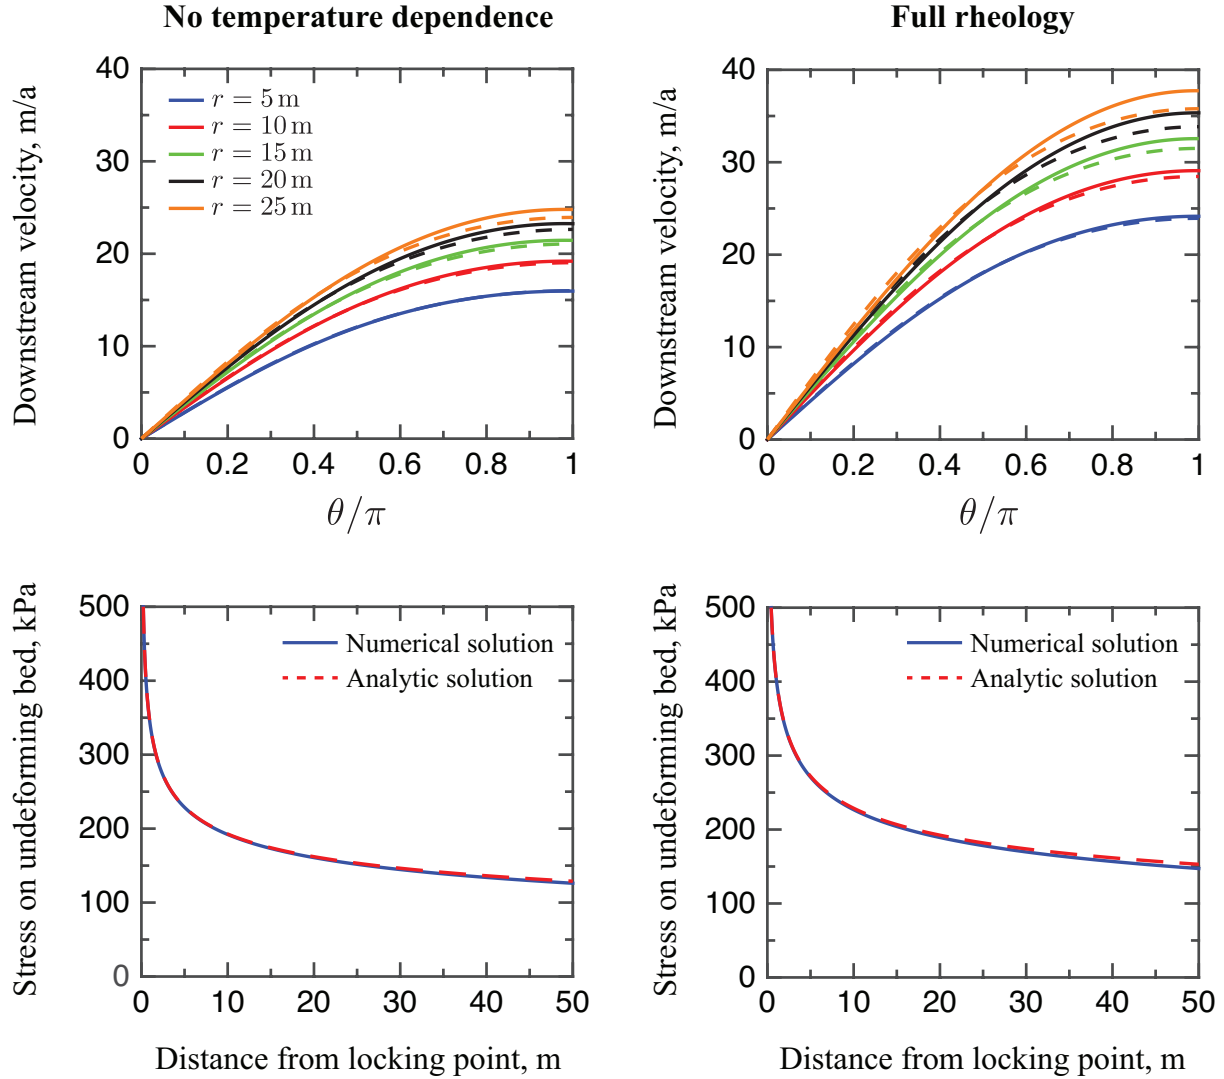 No temperature dependence
Full rheology
Downstream velocity, m/a
40
30
20
10
0
r = 5 m
r = 10 m
r = 15 m
r = 20 m
r = 25 m
0 0.2 0.4 0.6 0.8 1
θ/π
Downstream velocity, m/a
40
30
20
10
0
0 0.2 0.4 0.6 0.8 1
θ/π
Stress on undeforming bed, kPa
500
400
300
200
100
0
Numerical solution
Analytic solution
0 10 20 30 40 50
Distance from locking point, m
Stress on undeforming bed, kPa
500
400
300
200
100
0
Numerical solution
Analytic solution
0 10 20 30 40 50
Distance from locking point, m